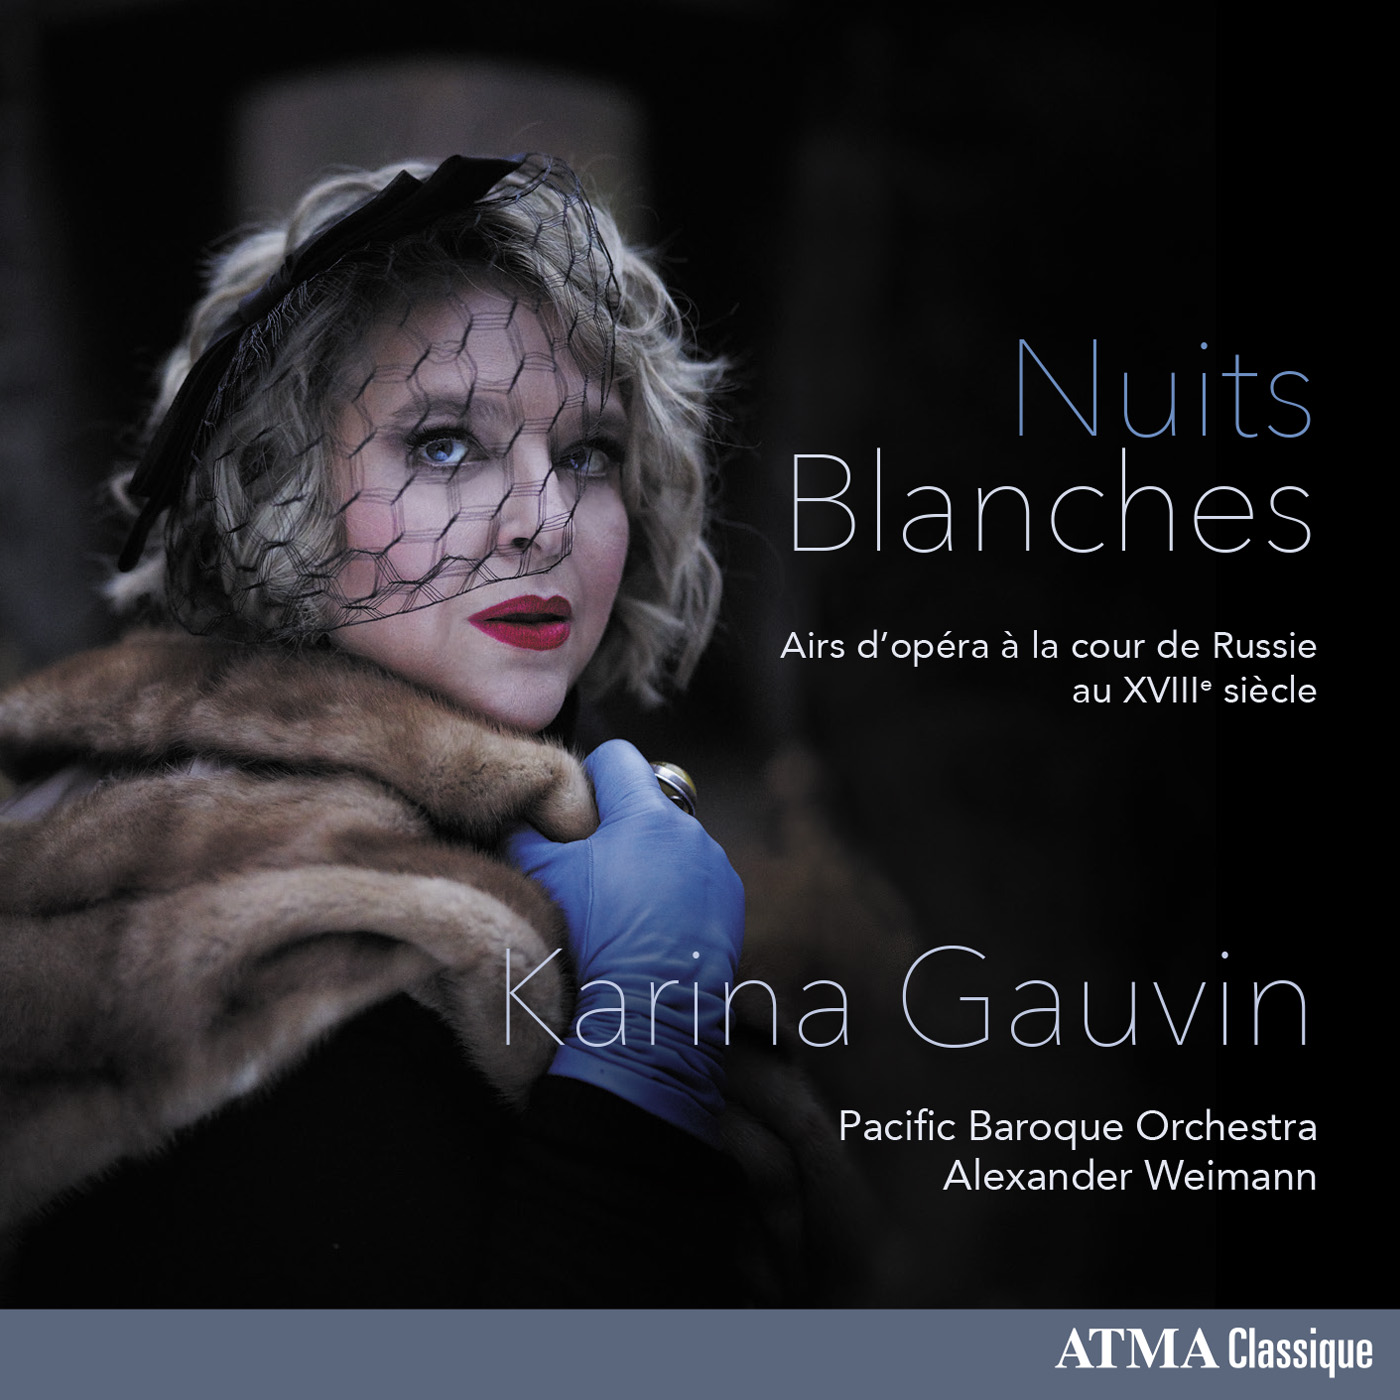 Nuits
Blanches
Airs d’opéra à la cour de Russie
au XVIIIᵉ siècle
Karina Gauvin
Pacific Baroque Orchestra
Alexander Weimann
ATMA Classique